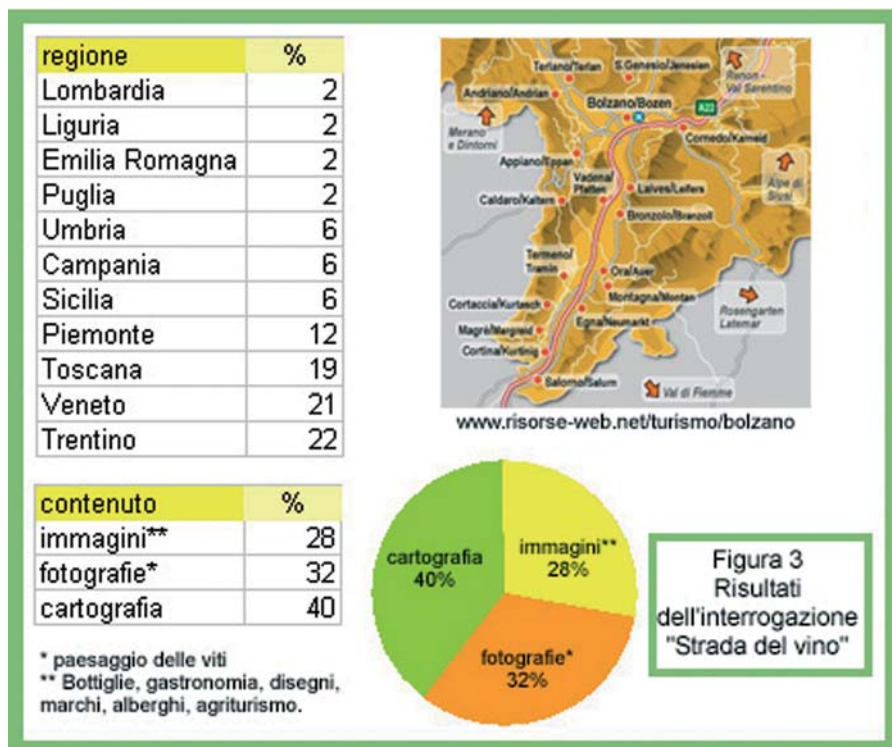 regione %
Lombardia 2
Liguria 2
Emilia Romagna 2
Puglia 2
Umbria 6
Campania 6
Sicilia 6
Piemonte 12
Toscana 19
Veneto 21
Trentino 22
Terlano/Terlan
S.Genesio/Jenesien
Renon -
Val Sarentino
Andriano/Andrian
Bolzano/Bozen
A22
Merano
e Dintorni
Cornedo/Karneid
Appiano/Eppan
Vadena/
Pfatten
Laives/Leifers
Alpe di
Siusi
Caldaro/Kaltern
Bronzolo/Branzoll
Termeno/
Tramin
Ora/Auer
Montagna/Montan
Cortaccia/Kurtasch
Egna/Neumarkt
Rosengarten
Latemar
Magrè/Margreid
Cortina/Kurtinig
Salorno/Salurn
Val di Fiemme
www.risorse-web.net/turismo/bolzano
contenuto %
immagini** 28
fotografie* 32
cartografia 40
* paesaggio delle viti
** Bottiglie, gastronomia, disegni,
marchi, alberghi, agriturismo.
cartografia
40%
immagini**
28%
fotografie*
32%
Figura 3
Risultati
dell'interrogazione
"Strada del vino"